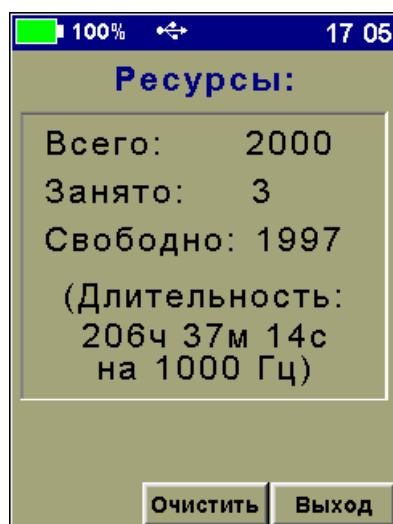 100% 17 05
Ресурсы:
Всего: 2000
Занято: 3
Свободно: 1997
(Длительность:
206ч 37м 14с
на 1000 Гц)
Очистить Выход